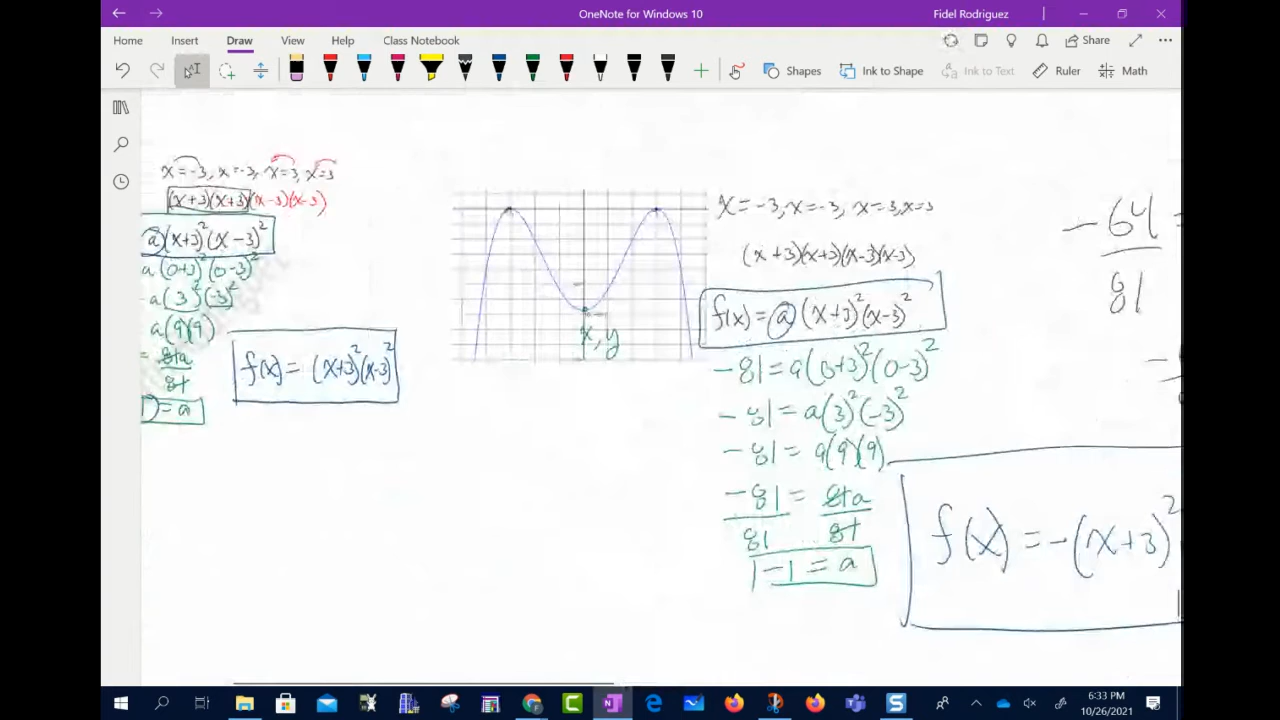 OneNote for Windows 10
Fidel Rodriguez
Home Insert Draw View Help Class Notebook
Share
Shapes Ink to Shape Ink to Text Ruler Math
x=-3, x=-3, x=3, x=3
(x+3)(x+3)(x-3)(x-3)
a(x+3)²(x-3)²
a(0+3)²(0-3)²
a(3)²(-3)²
a(9)(9)
= 81a
81
) = a
f(x) = (x+3)²(x-3)²
x, y
x=-3, x=-3, x=3, x=3
(x+3)(x+3)(x-3)(x-3)
f(x) = a(x+3)²(x-3)²
-81 = a(0+3)²(0-3)²
-81 = a(3)²(-3)²
-81 = a(9)(9)
-81 = 81a
81 81
-1 = a
-64
81
f(x) = -(x+3)²
6:33 PM
10/26/2021